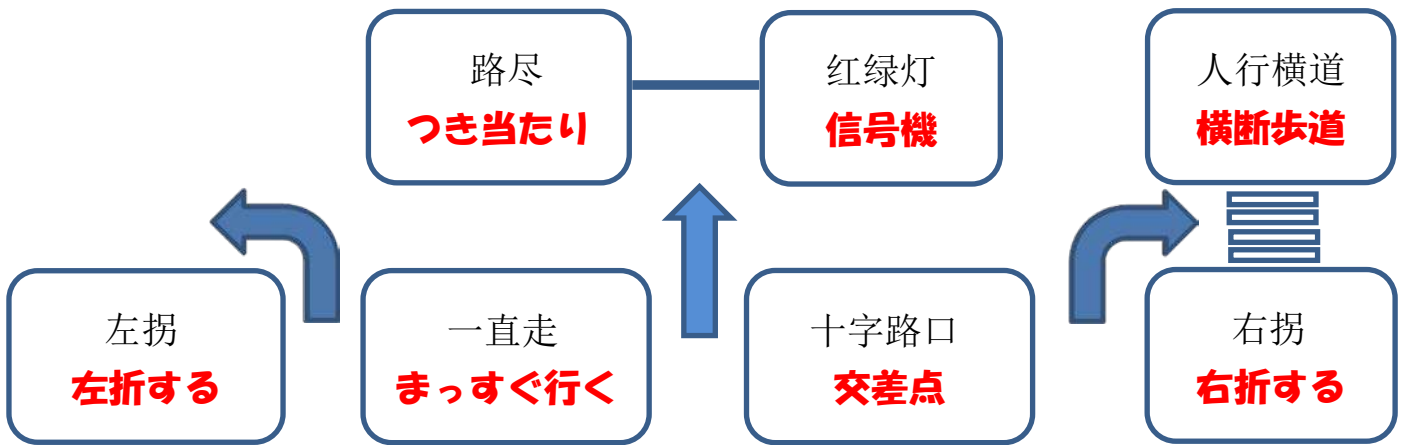 路尽
つき当たり
红绿灯
信号機
人行横道
横断歩道
左拐
左折する
一直走
まっすぐ行く
十字路口
交差点
右拐
右折する